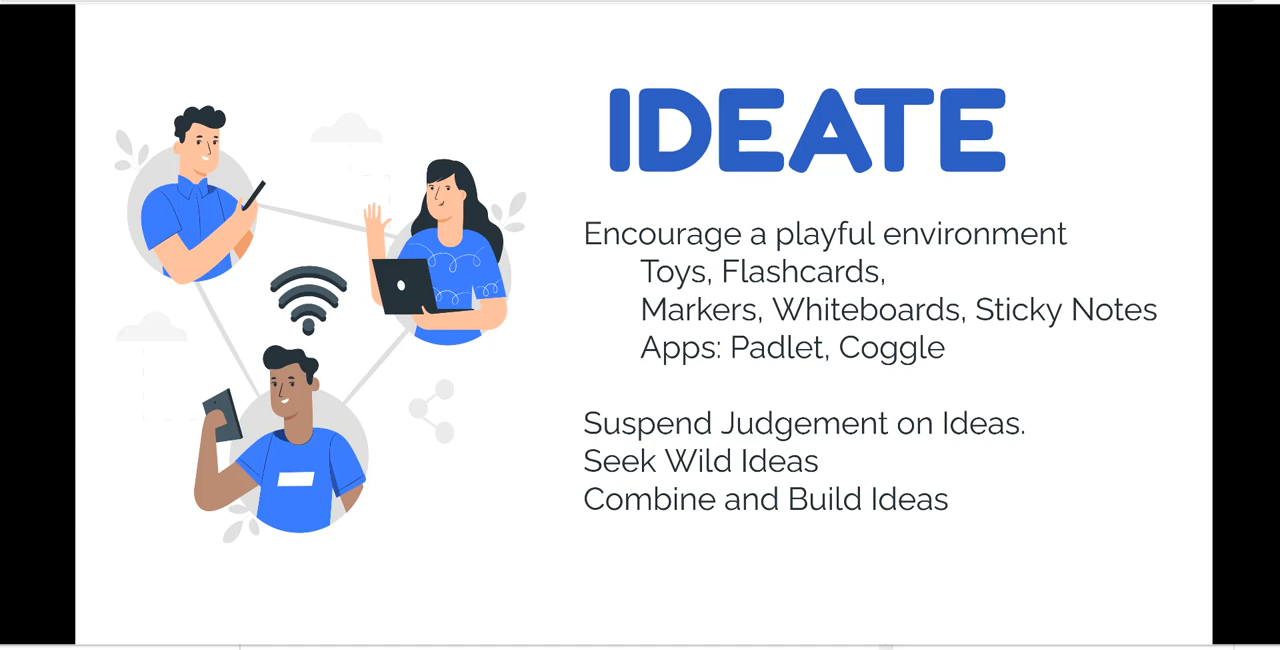 IDEATE
Encourage a playful environment
Toys, Flashcards,
Markers, Whiteboards, Sticky Notes
Apps: Padlet, Coggle
Suspend Judgement on Ideas.
Seek Wild Ideas
Combine and Build Ideas